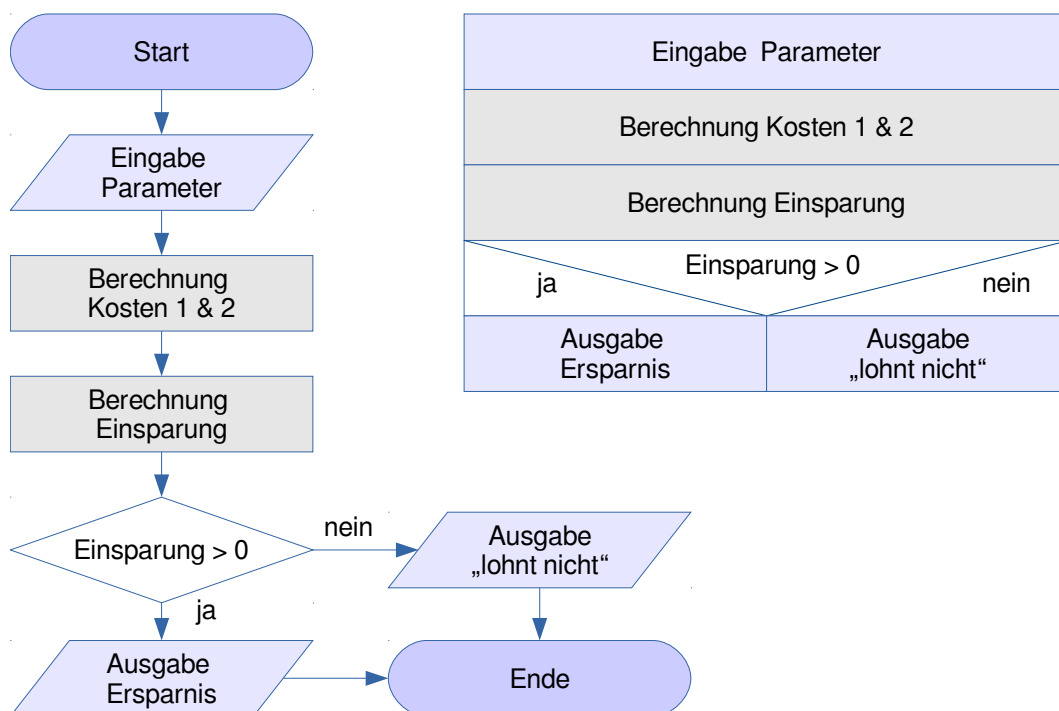 Start
Eingabe
Parameter
Berechnung
Kosten 1 & 2
Berechnung
Einsparung
Einsparung > 0
nein
ja
Ausgabe
„lohnt nicht“
Ausgabe
Ersparnis
Ende
Eingabe Parameter
Berechnung Kosten 1 & 2
Berechnung Einsparung
Einsparung > 0
ja
nein
Ausgabe
Ersparnis
Ausgabe
„lohnt nicht“